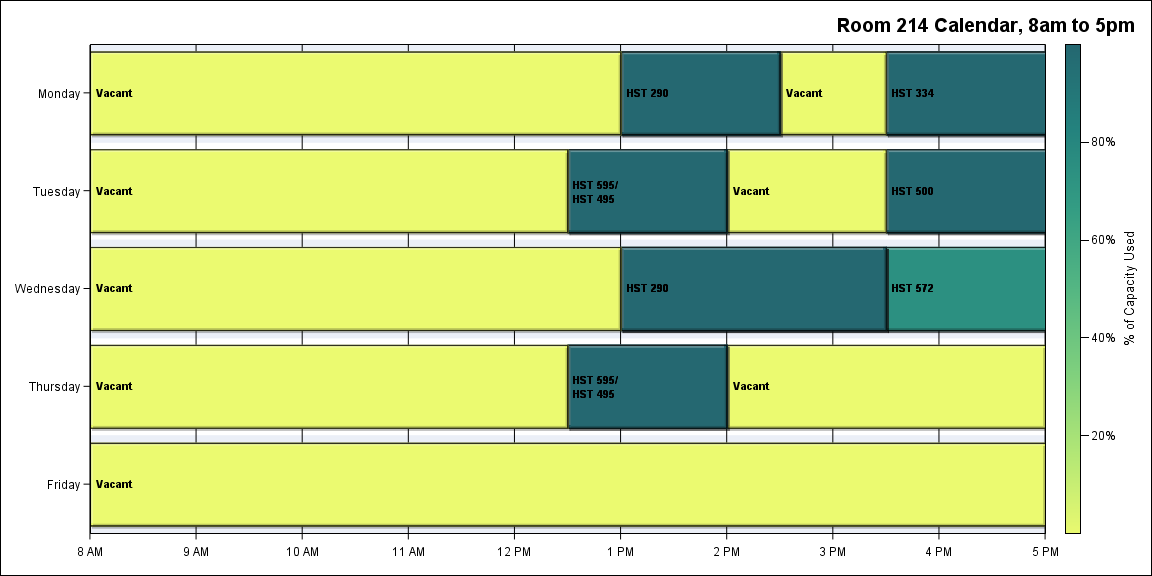 Room 214 Calendar, 8am to 5pm
Monday
Vacant
HST 290
Vacant
HST 334
Tuesday
Vacant
HST 595/
HST 495
Vacant
HST 500
Wednesday
Vacant
HST 290
HST 572
Thursday
Vacant
HST 595/
HST 495
Vacant
Friday
Vacant
8 AM
9 AM
10 AM
11 AM
12 PM
1 PM
2 PM
3 PM
4 PM
5 PM
80%
60%
40%
20%
% of Capacity Used